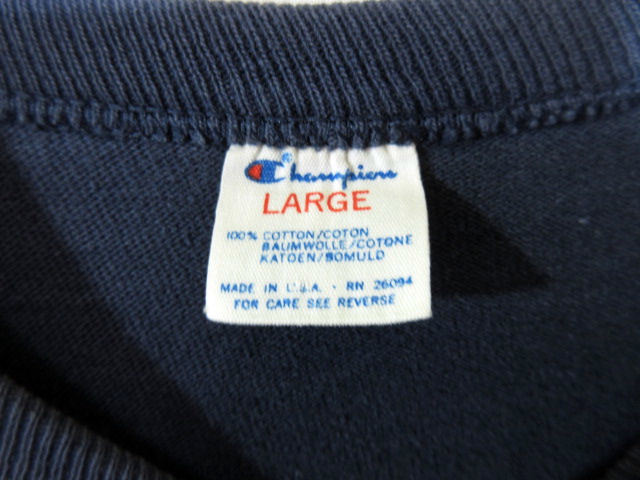 Champion
LARGE
100% COTTON/COTON
BAUMWOLLE/COTONE
KATOEN/BOMULD
MADE IN U.S.A. - RN 26094
FOR CARE SEE REVERSE